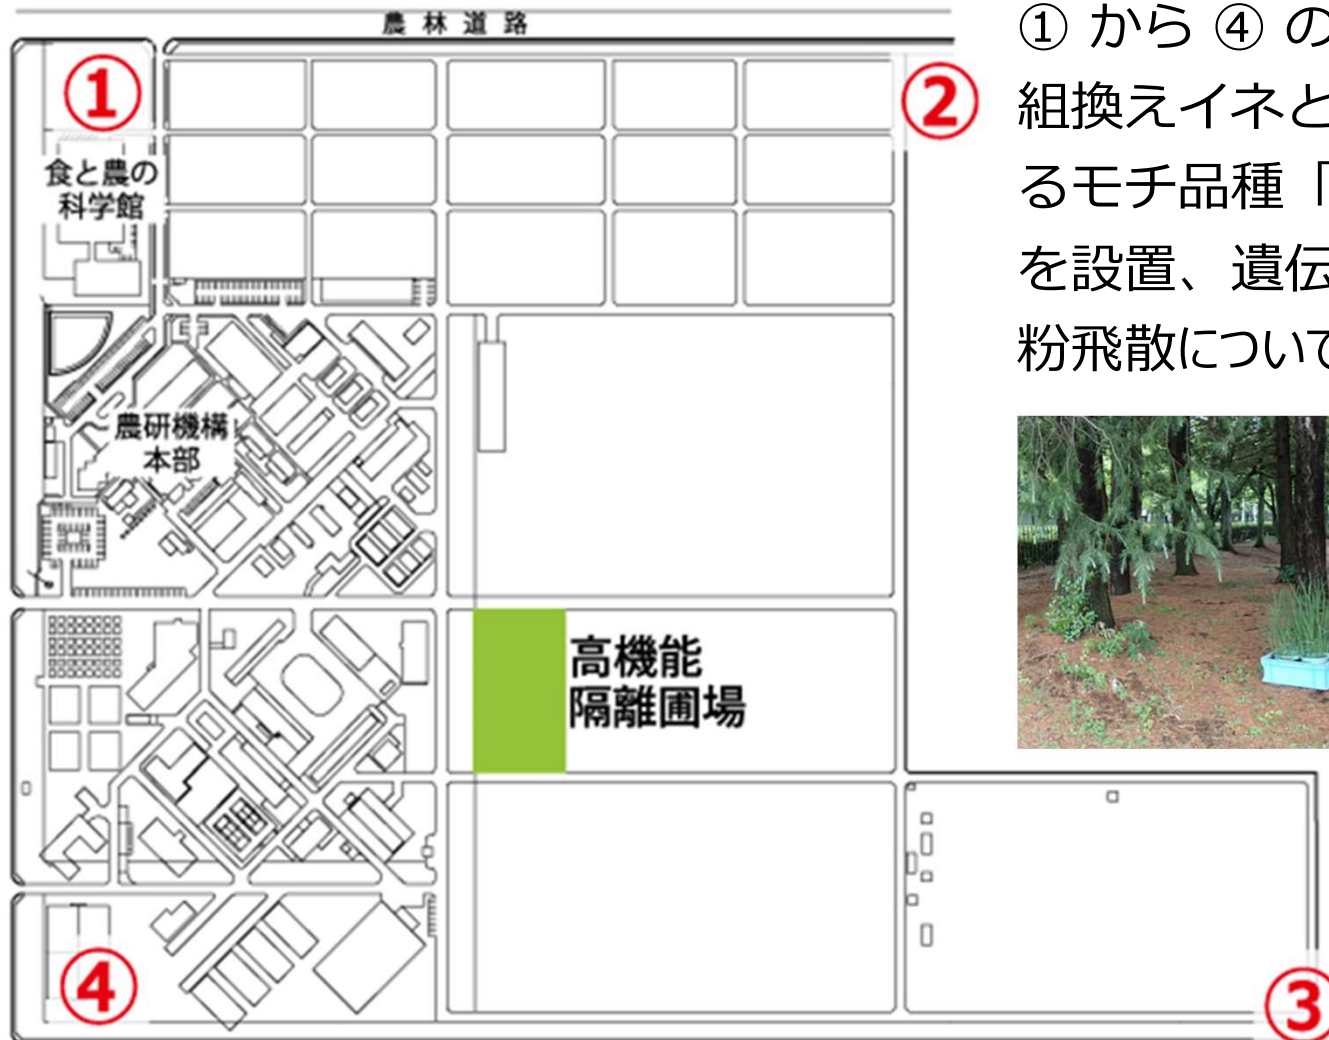 農林道路
①
②
食と農の
科学館
農研機構
本部
高機能
隔離圃場
④
③
① から ④ の
組換えイネと
るモチ品種「
を設置、遺伝
粉飛散について